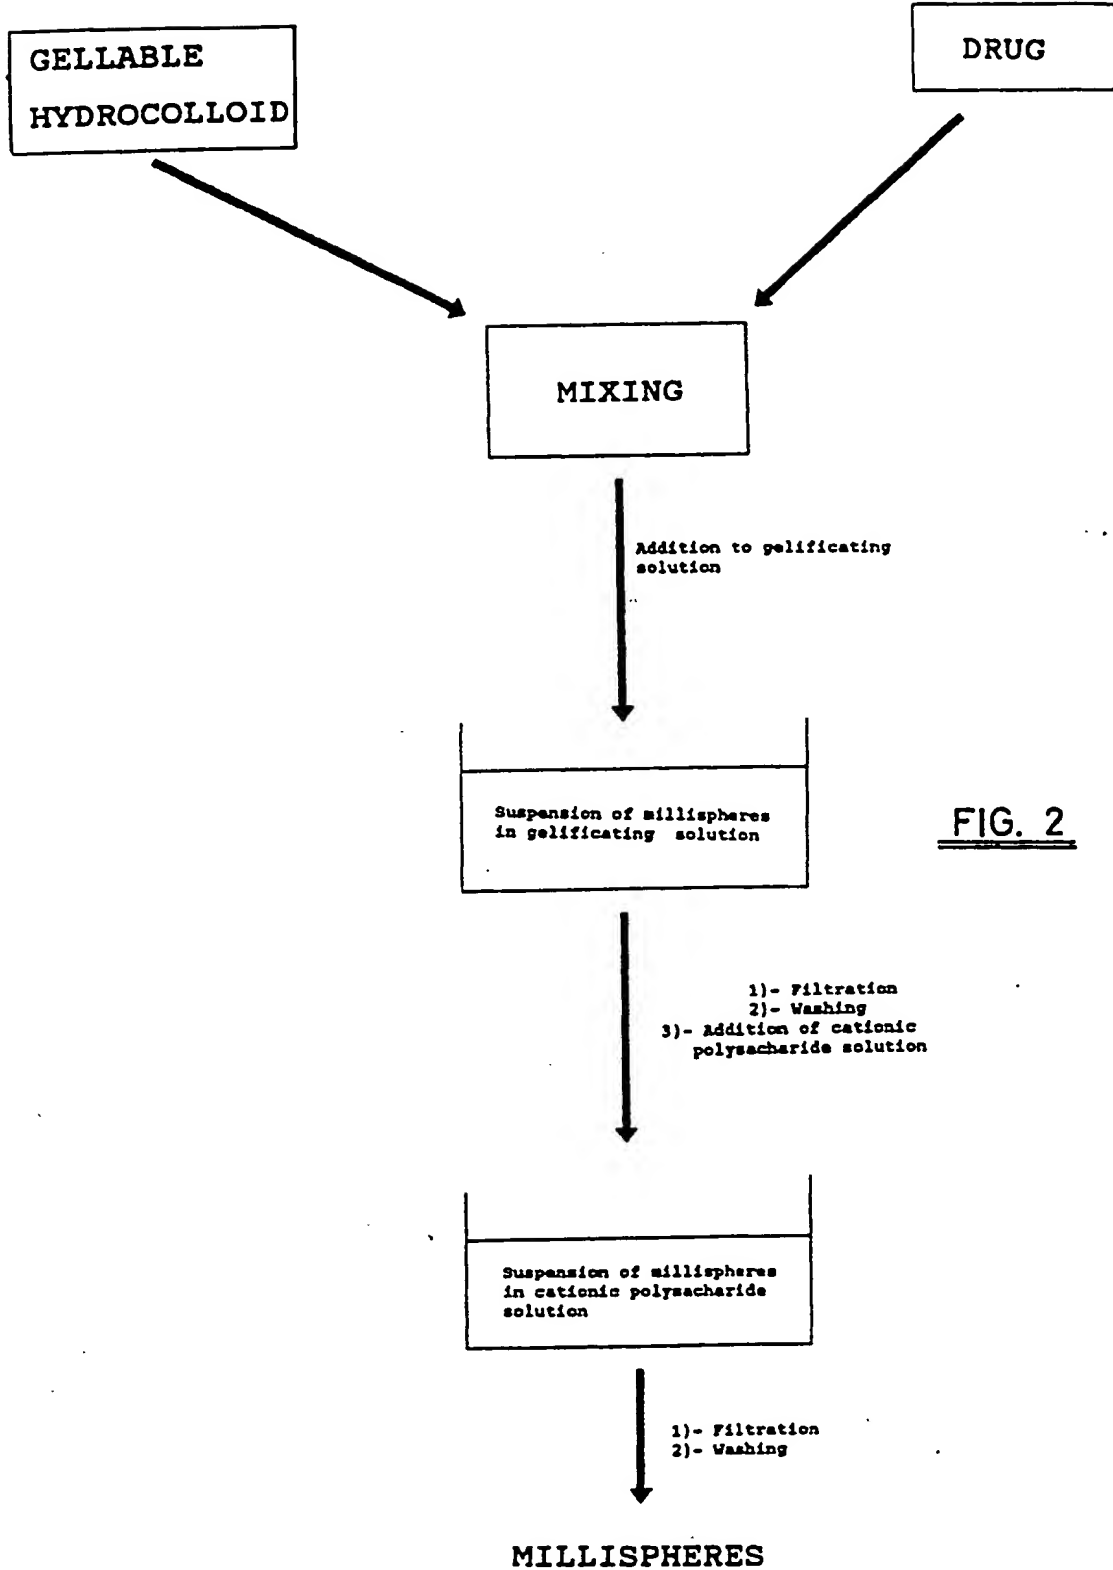 GELLABLE
HYDROCOLLOID
DRUG
MIXING
Addition to gelificating
solution
Suspension of millispheres
in gelificating solution
FIG. 2
1)- Filtration
2)- Washing
3)- Addition of cationic
polysacharide solution
Suspension of millispheres
in cationic polysacharide
solution
1)- Filtration
2)- Washing
MILLISPHERES